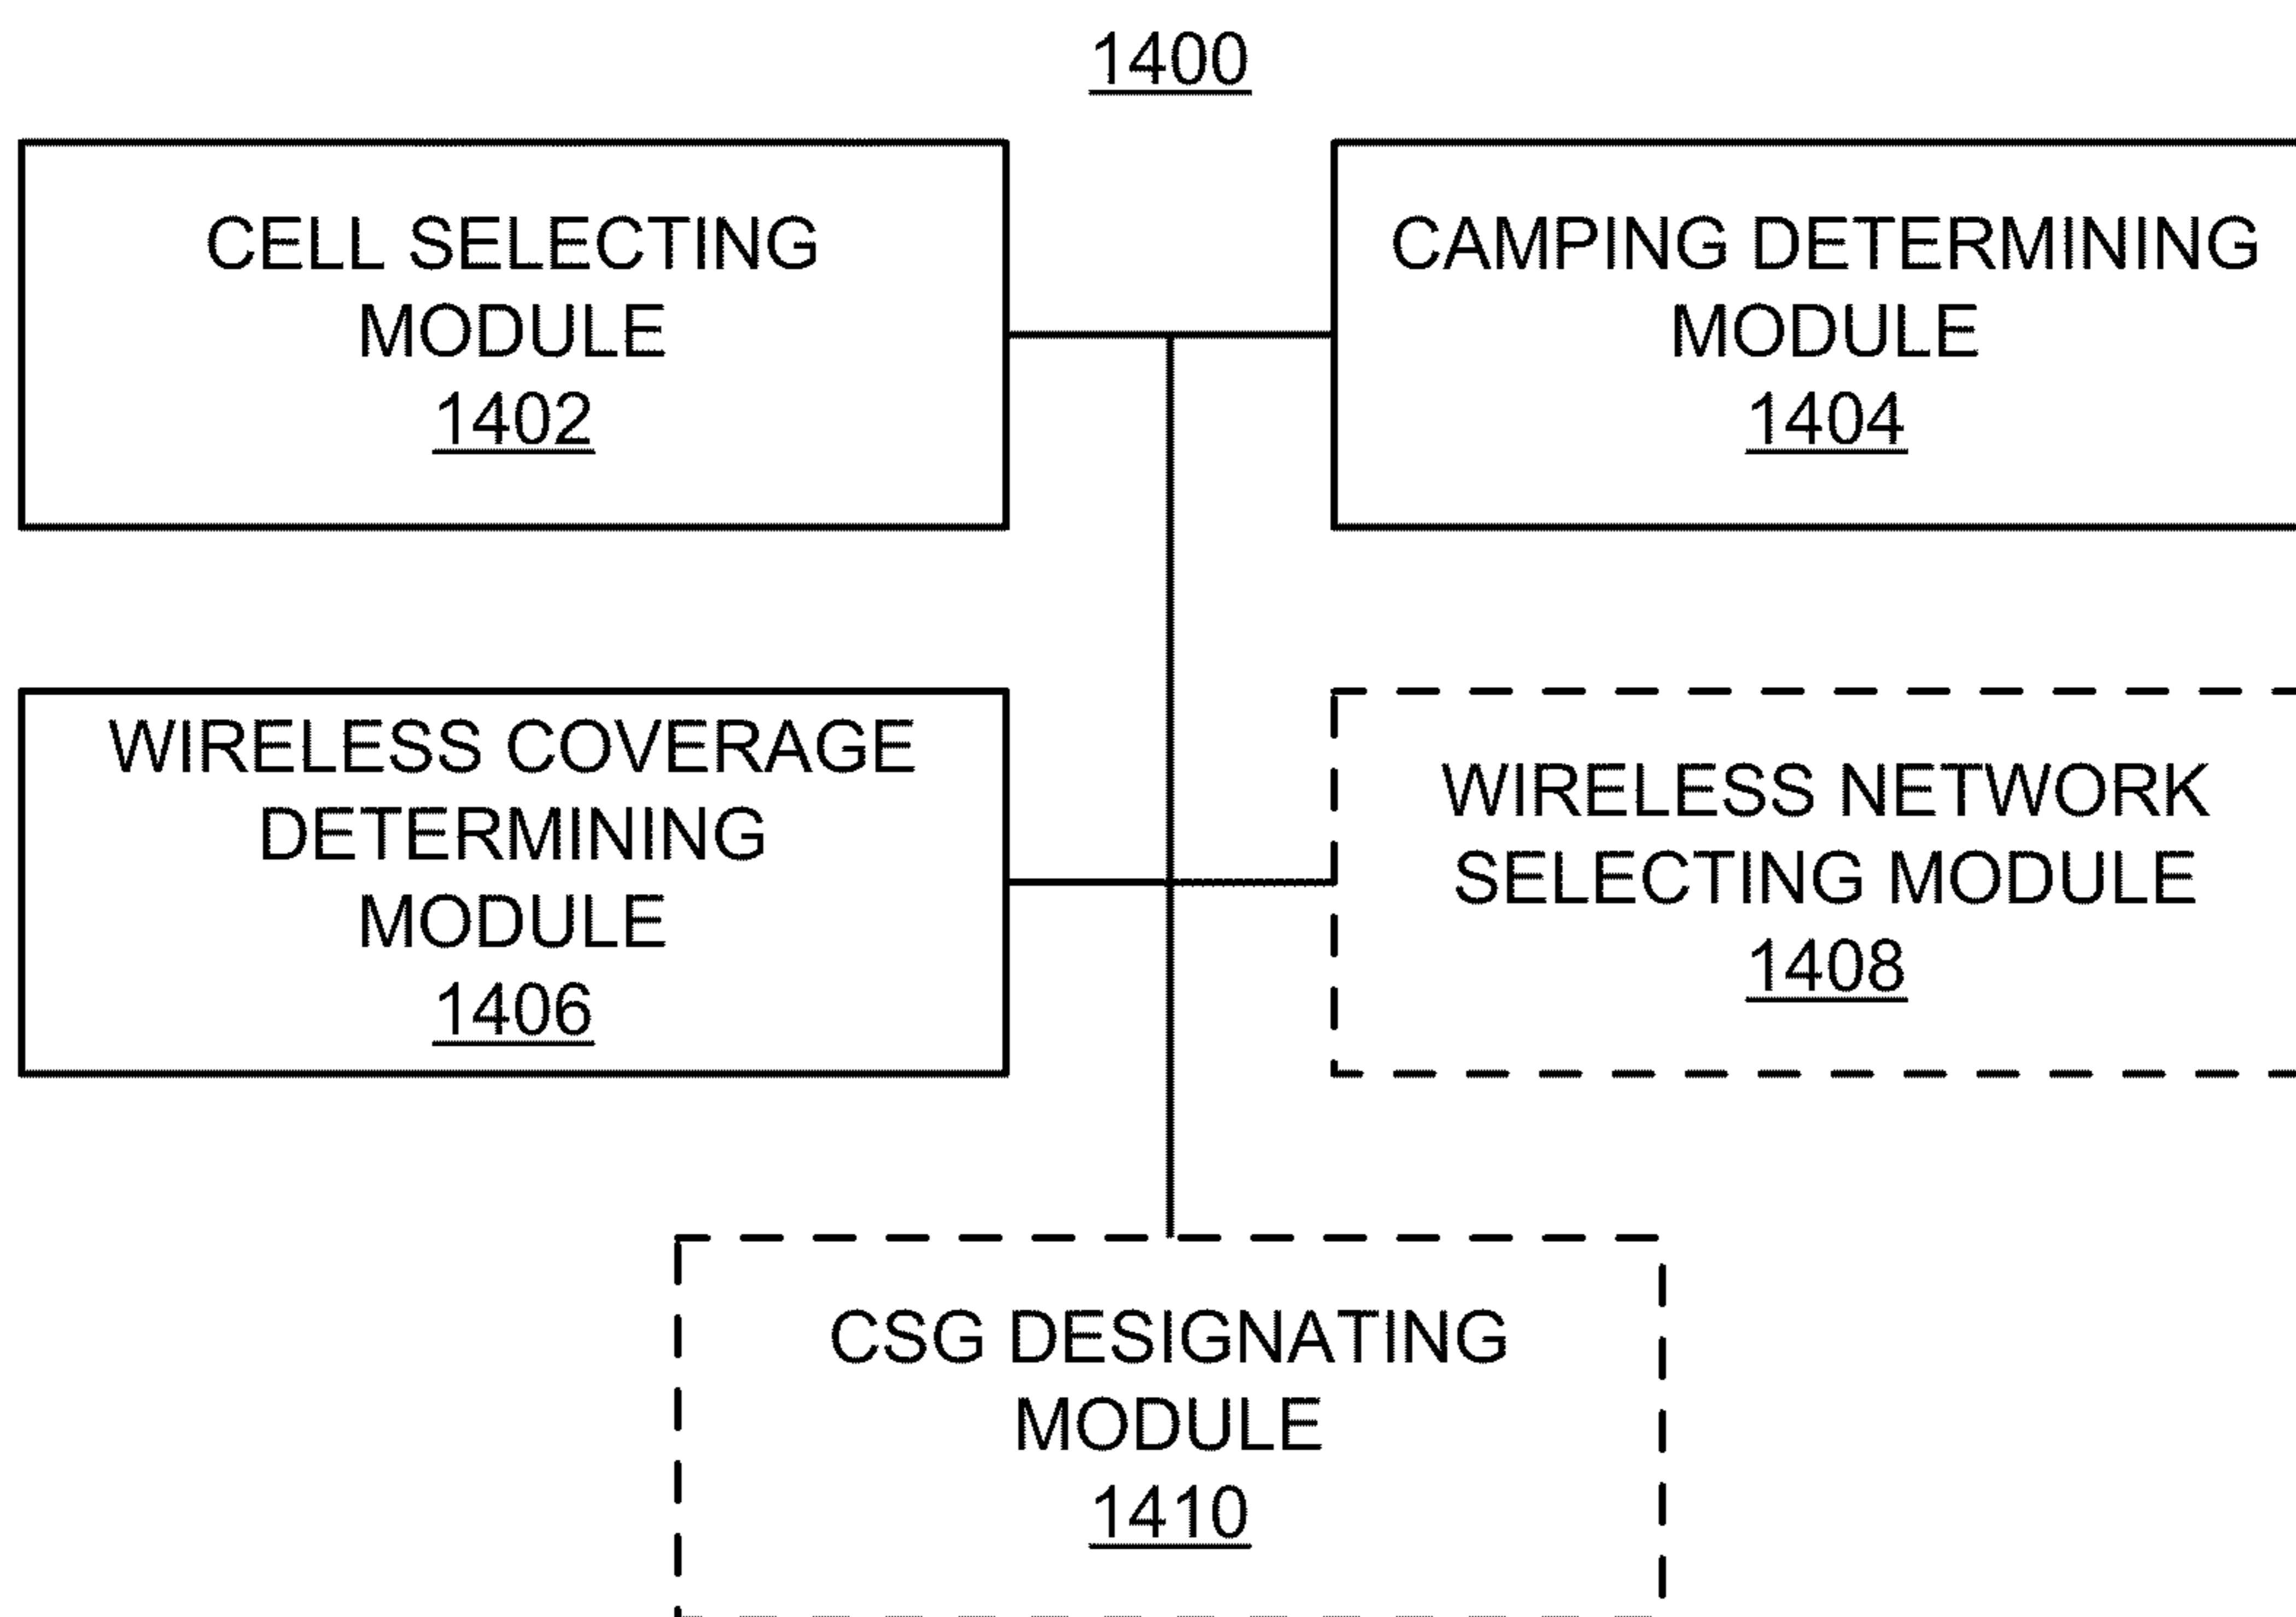 1400
CELL SELECTING
MODULE
1402
CAMPING DETERMINING
MODULE
1404
WIRELESS COVERAGE
DETERMINING
MODULE
1406
WIRELESS NETWORK
SELECTING MODULE
1408
CSG DESIGNATING
MODULE
1410